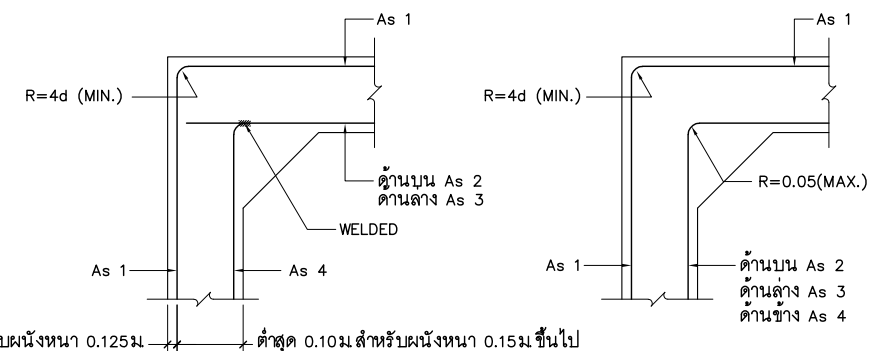 As 1
R=4d (MIN.)
ด้านบน As 2
ด้านล่าง As 3
WELDED
As 1
As 4
บผนังหนา 0.125ม.
ต่ำสุด 0.10ม.สำหรับผนังหนา 0.15ม.ขึ้นไป
As 1
R=4d (MIN.)
R=0.05(MAX.)
As 1
ด้านบน As 2
ด้านล่าง As 3
ด้านข้าง As 4